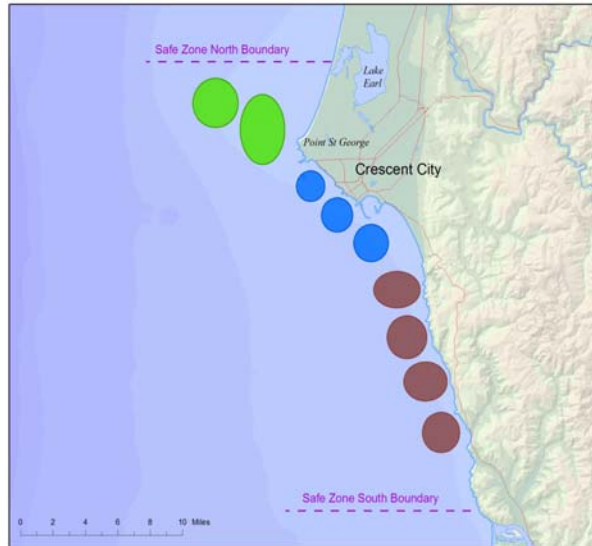 Safe Zone North Boundary
Lake
Earl
Point St George
Crescent City
Safe Zone South Boundary
0 2 4 6 8 10 Miles